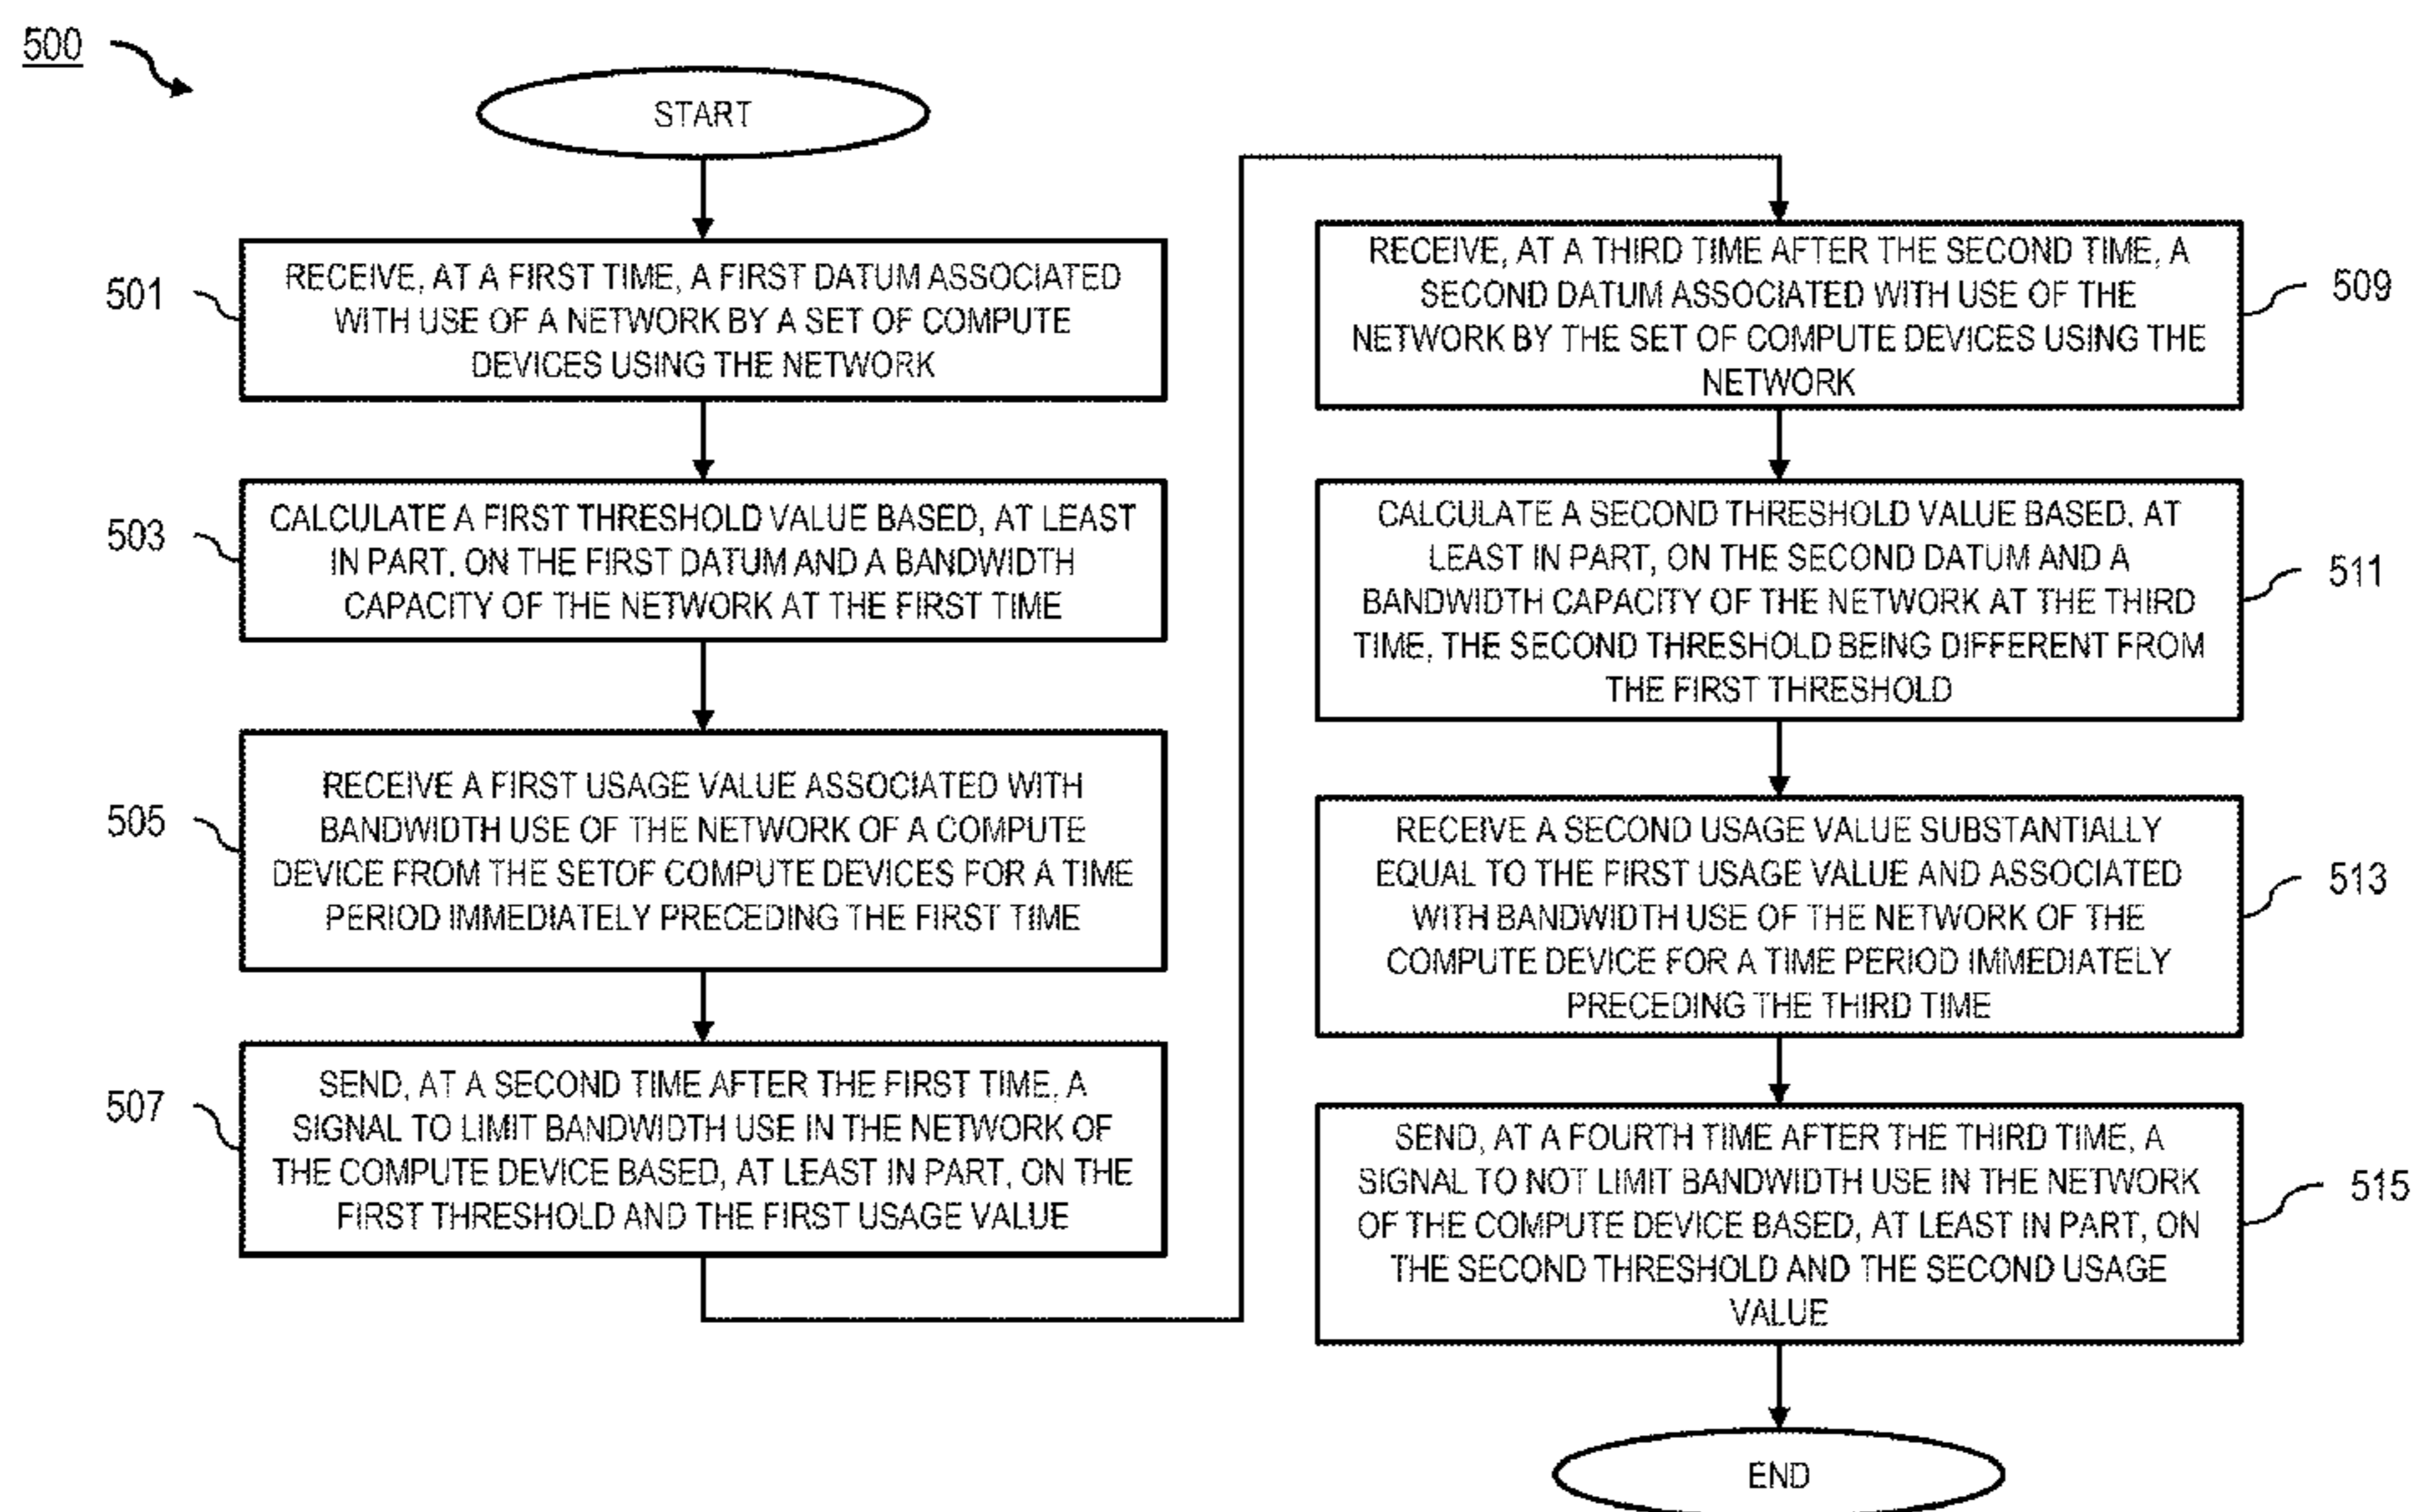 500
START
501
RECEIVE, AT A FIRST TIME, A FIRST DATUM ASSOCIATED
WITH USE OF A NETWORK BY A SET OF COMPUTE
DEVICES USING THE NETWORK
503
CALCULATE A FIRST THRESHOLD VALUE BASED, AT LEAST
IN PART, ON THE FIRST DATUM AND A BANDWIDTH
CAPACITY OF THE NETWORK AT THE FIRST TIME
505
RECEIVE A FIRST USAGE VALUE ASSOCIATED WITH
BANDWIDTH USE OF THE NETWORK OF A COMPUTE
DEVICE FROM THE SETOF COMPUTE DEVICES FOR A TIME
PERIOD IMMEDIATELY PRECEDING THE FIRST TIME
507
SEND, AT A SECOND TIME AFTER THE FIRST TIME, A
SIGNAL TO LIMIT BANDWIDTH USE IN THE NETWORK OF
THE COMPUTE DEVICE BASED, AT LEAST IN PART, ON THE
FIRST THRESHOLD AND THE FIRST USAGE VALUE
RECEIVE, AT A THIRD TIME AFTER THE SECOND TIME, A
SECOND DATUM ASSOCIATED WITH USE OF THE
NETWORK BY THE SET OF COMPUTE DEVICES USING THE
NETWORK
509
CALCULATE A SECOND THRESHOLD VALUE BASED, AT
LEAST IN PART, ON THE SECOND DATUM AND A
BANDWIDTH CAPACITY OF THE NETWORK AT THE THIRD
TIME, THE SECOND THRESHOLD BEING DIFFERENT FROM
THE FIRST THRESHOLD
511
RECEIVE A SECOND USAGE VALUE SUBSTANTIALLY
EQUAL TO THE FIRST USAGE VALUE AND ASSOCIATED
WITH BANDWIDTH USE OF THE NETWORK OF THE
COMPUTE DEVICE FOR A TIME PERIOD IMMEDIATELY
PRECEDING THE THIRD TIME
513
SEND, AT A FOURTH TIME AFTER THE THIRD TIME, A
SIGNAL TO NOT LIMIT BANDWIDTH USE IN THE NETWORK
OF THE COMPUTE DEVICE BASED, AT LEAST IN PART, ON
THE SECOND THRESHOLD AND THE SECOND USAGE
VALUE
515
END